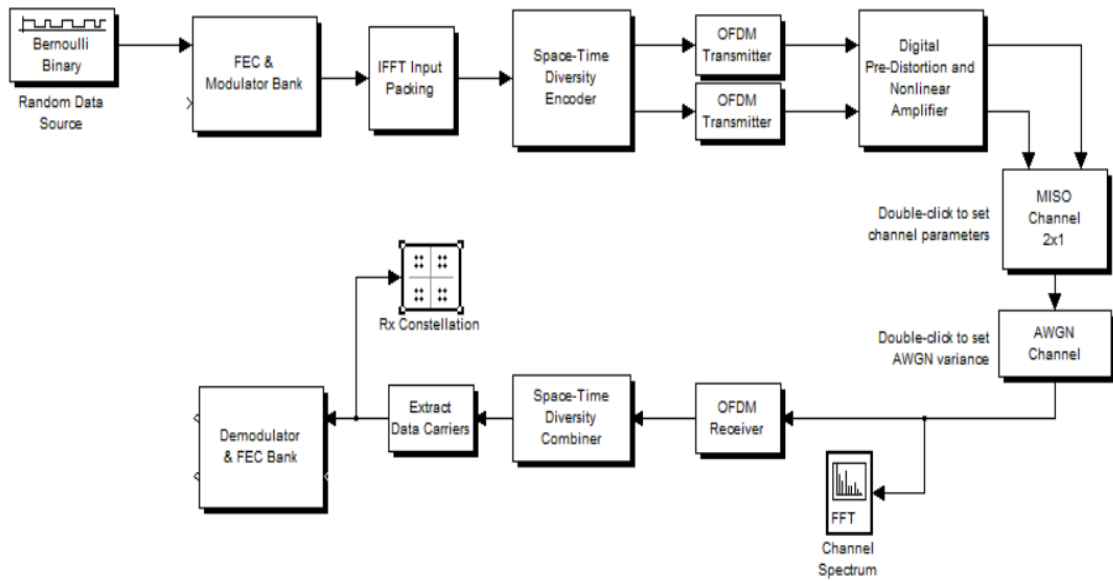 Bernoulli
Binary
Random Data
Source
FEC &
Modulator Bank
IFFT Input
Packing
Space-Time
Diversity
Encoder
OFDM
Transmitter
OFDM
Transmitter
Digital
Pre-Distortion and
Nonlinear
Amplifier
Double-click to set
channel parameters
MISO
Channel
2x1
Rx Constellation
Double-click to set
AWGN variance
AWGN
Channel
Demodulator
& FEC Bank
Extract
Data Carriers
Space-Time
Diversity
Combiner
OFDM
Receiver
FFT
Channel
Spectrum